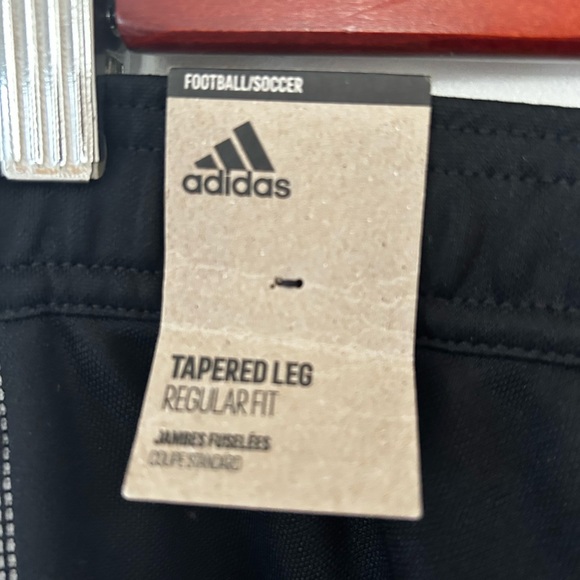 FOOTBALL/SOCCER
adidas
TAPERED LEG
REGULAR FIT
JAMBES FUSELÉES
COUPE STANDARD